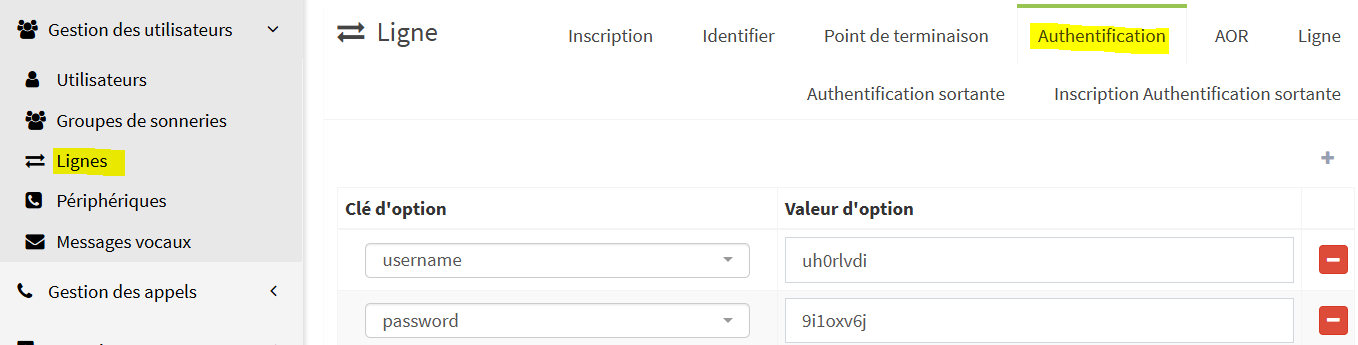 Gestion des utilisateurs
Utilisateurs
Groupes de sonneries
Lignes
Périphériques
Messages vocaux
Gestion des appels
Ligne
Inscription
Identifier
Point de terminaison
Authentification
AOR
Ligne
Authentification sortante
Inscription Authentification sortante
Clé d'option
Valeur d'option
username
uh0rlvdi
password
9i1oxv6j